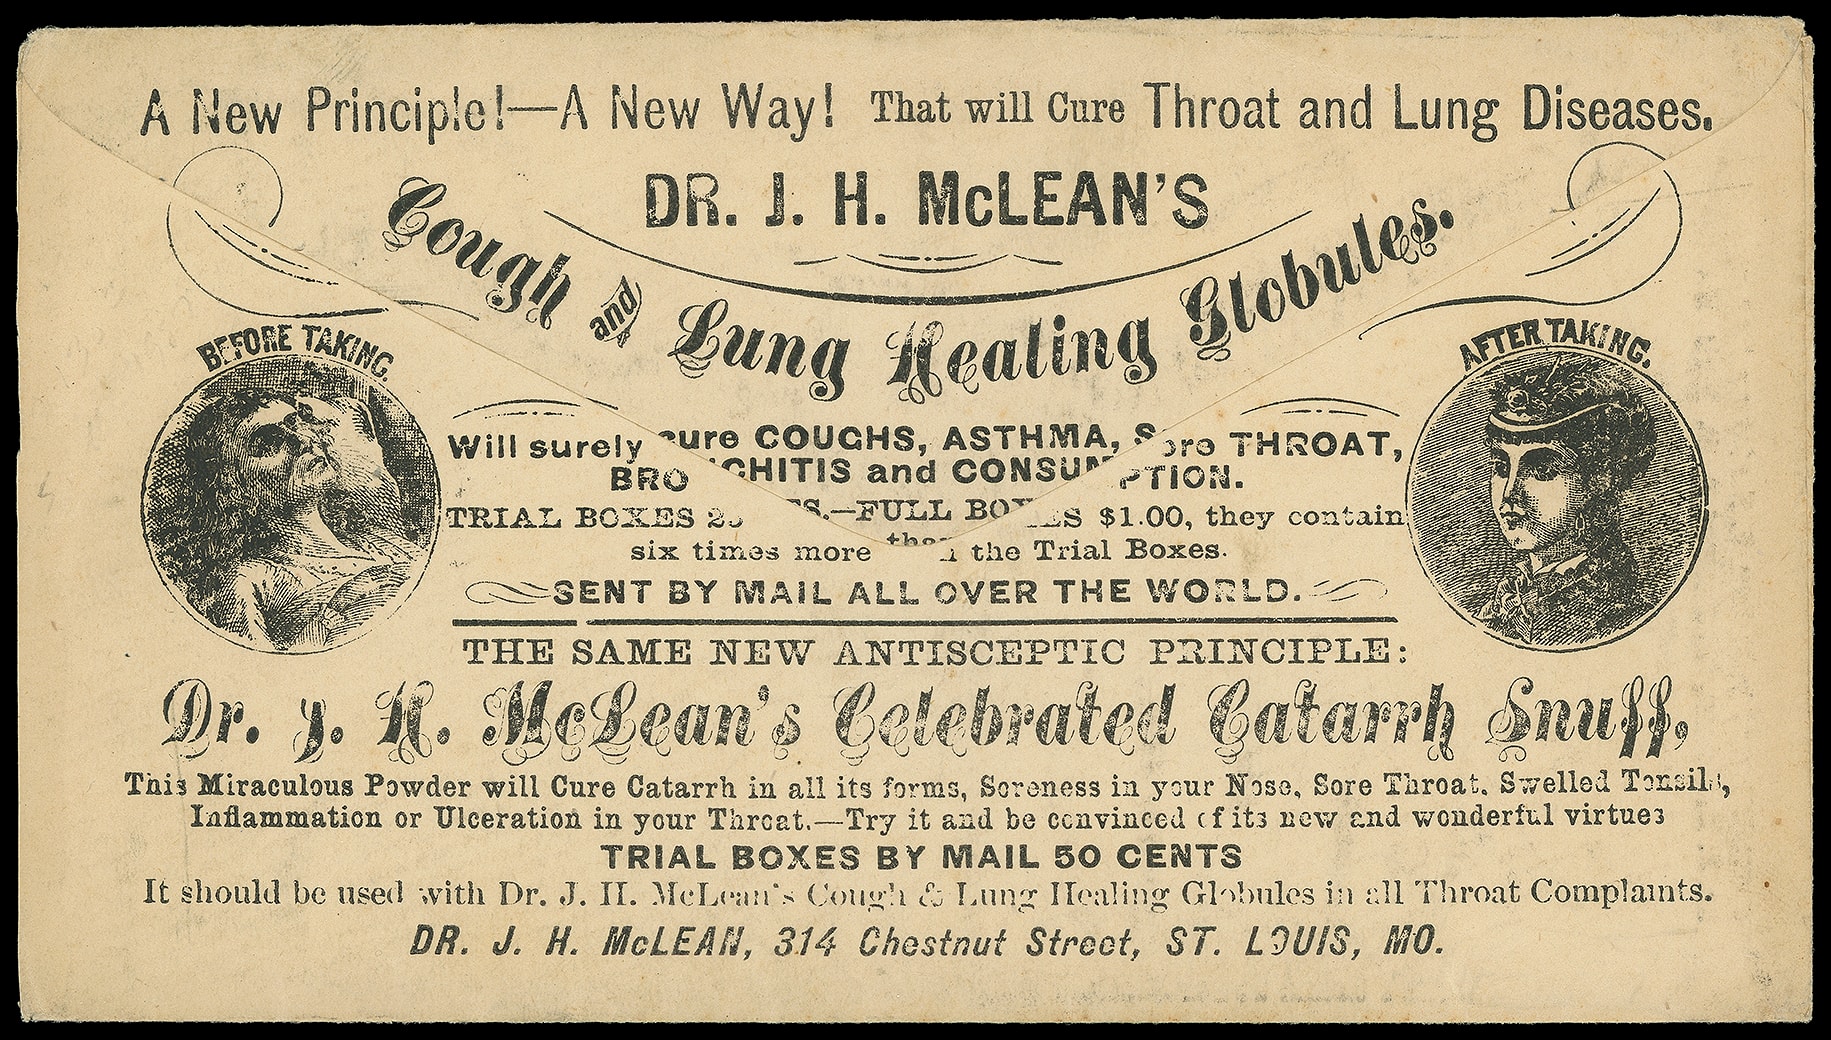 A New Principle!—A New Way! That will Cure Throat and Lung Diseases.
DR. J. H. McLEAN'S
Cough and Lung Healing Globules.
BEFORE TAKING.
AFTER TAKING.
Will surely cure COUGHS, ASTHMA, Sore THROAT,
BRONCHITIS and CONSUMPTION.
TRIAL BOXES 25 CTS.—FULL BOXES $1.00, they contain
six times more than the Trial Boxes.
SENT BY MAIL ALL OVER THE WORLD.
THE SAME NEW ANTISCEPTIC PRINCIPLE:
Dr. J. H. McLean's Celebrated Catarrh Snuff,
This Miraculous Powder will Cure Catarrh in all its forms, Soreness in your Nose, Sore Throat, Swelled Tonsils,
Inflammation or Ulceration in your Throat.—Try it and be convinced of its new and wonderful virtues
TRIAL BOXES BY MAIL 50 CENTS
It should be used with Dr. J. H. McLean's Cough & Lung Healing Globules in all Throat Complaints.
DR. J. H. McLEAN, 314 Chestnut Street, ST. LOUIS, MO.